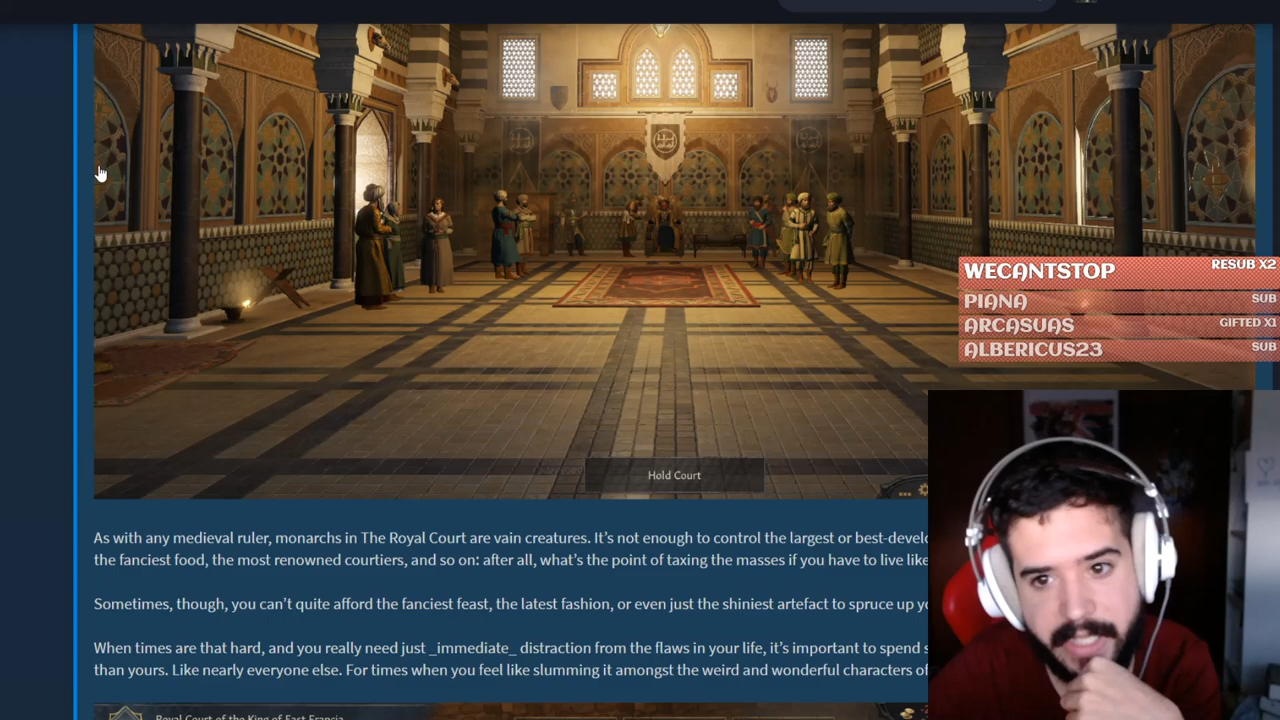 WECANTSTOP RESUB X2
PIANA SUB
ARCASUAS GIFTED X1
ALBERICUS23 SUB
Hold Court
As with any medieval ruler, monarchs in The Royal Court are vain creatures. It's not enough to control the largest or best-develo
the fanciest food, the most renowned courtiers, and so on: after all, what's the point of taxing the masses if you have to live like
Sometimes, though, you can't quite afford the fanciest feast, the latest fashion, or even just the shiniest artefact to spruce up yo
When times are that hard, and you really need just _immediate_ distraction from the flaws in your life, it's important to spend s
than yours. Like nearly everyone else. For times when you feel like slumming it amongst the weird and wonderful characters of
Royal Court of the King of East Francia